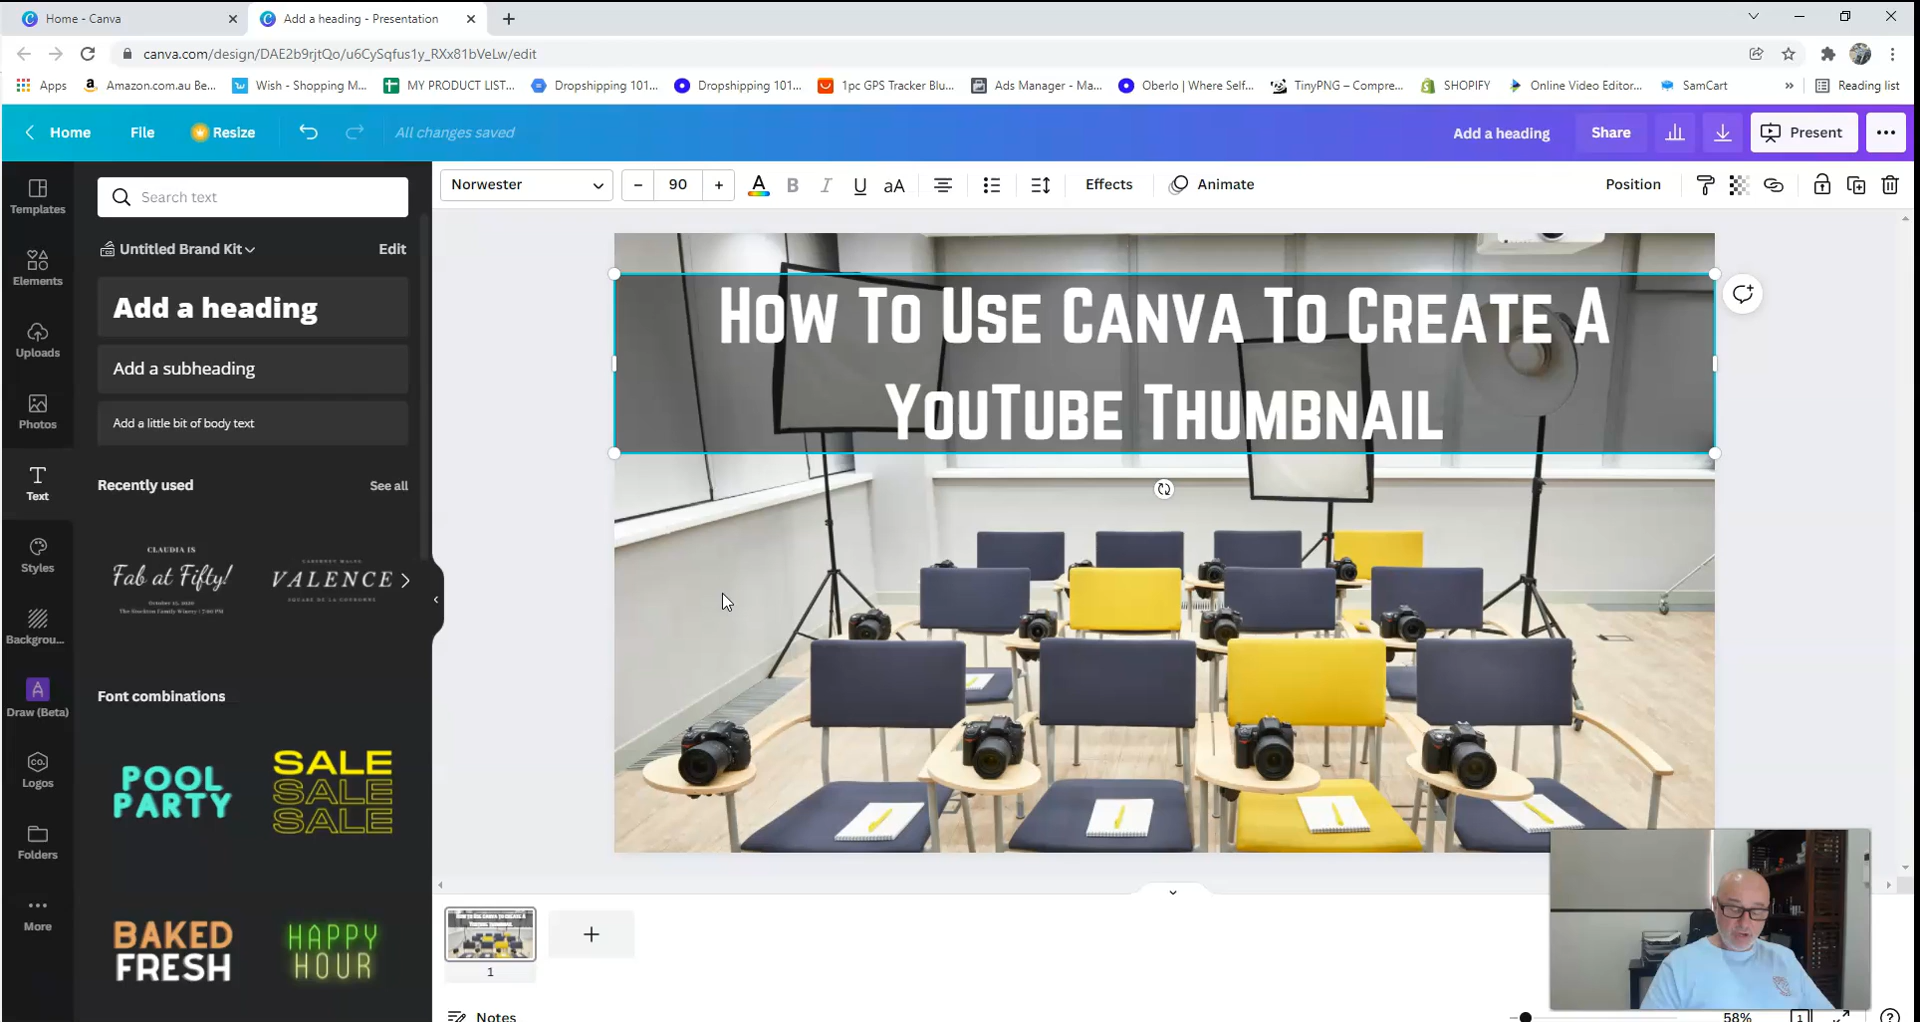 Home - Canva
Add a heading - Presentation
canva.com/design/DAE2b9rjtQo/u6CySqfus1y_RXx81bVeLw/edit
Apps
Amazon.com.au Be...
Wish - Shopping M...
MY PRODUCT LIST...
Dropshipping 101...
Dropshipping 101...
1pc GPS Tracker Blu...
Ads Manager - Ma...
Oberlo | Where Self...
TinyPNG – Compre...
SHOPIFY
Online Video Editor...
SamCart
»
Reading list
Home
File
Resize
All changes saved
Add a heading
Share
Present
Templates
Elements
Uploads
Photos
Text
Styles
Backgrou...
Draw (Beta)
Logos
Folders
More
Search text
Untitled Brand Kit
Edit
Add a heading
Add a subheading
Add a little bit of body text
Recently used
See all
CLAUDIA IS
Fab at Fifty!
VALENCE
Font combinations
POOL
PARTY
SALE
SALE
SALE
BAKED
FRESH
HAPPY
HOUR
Norwester
− 90 +
A B I U aA
Effects
Animate
Position
How To Use Canva To Create A
YouTube Thumbnail
1
Notes
58%
1